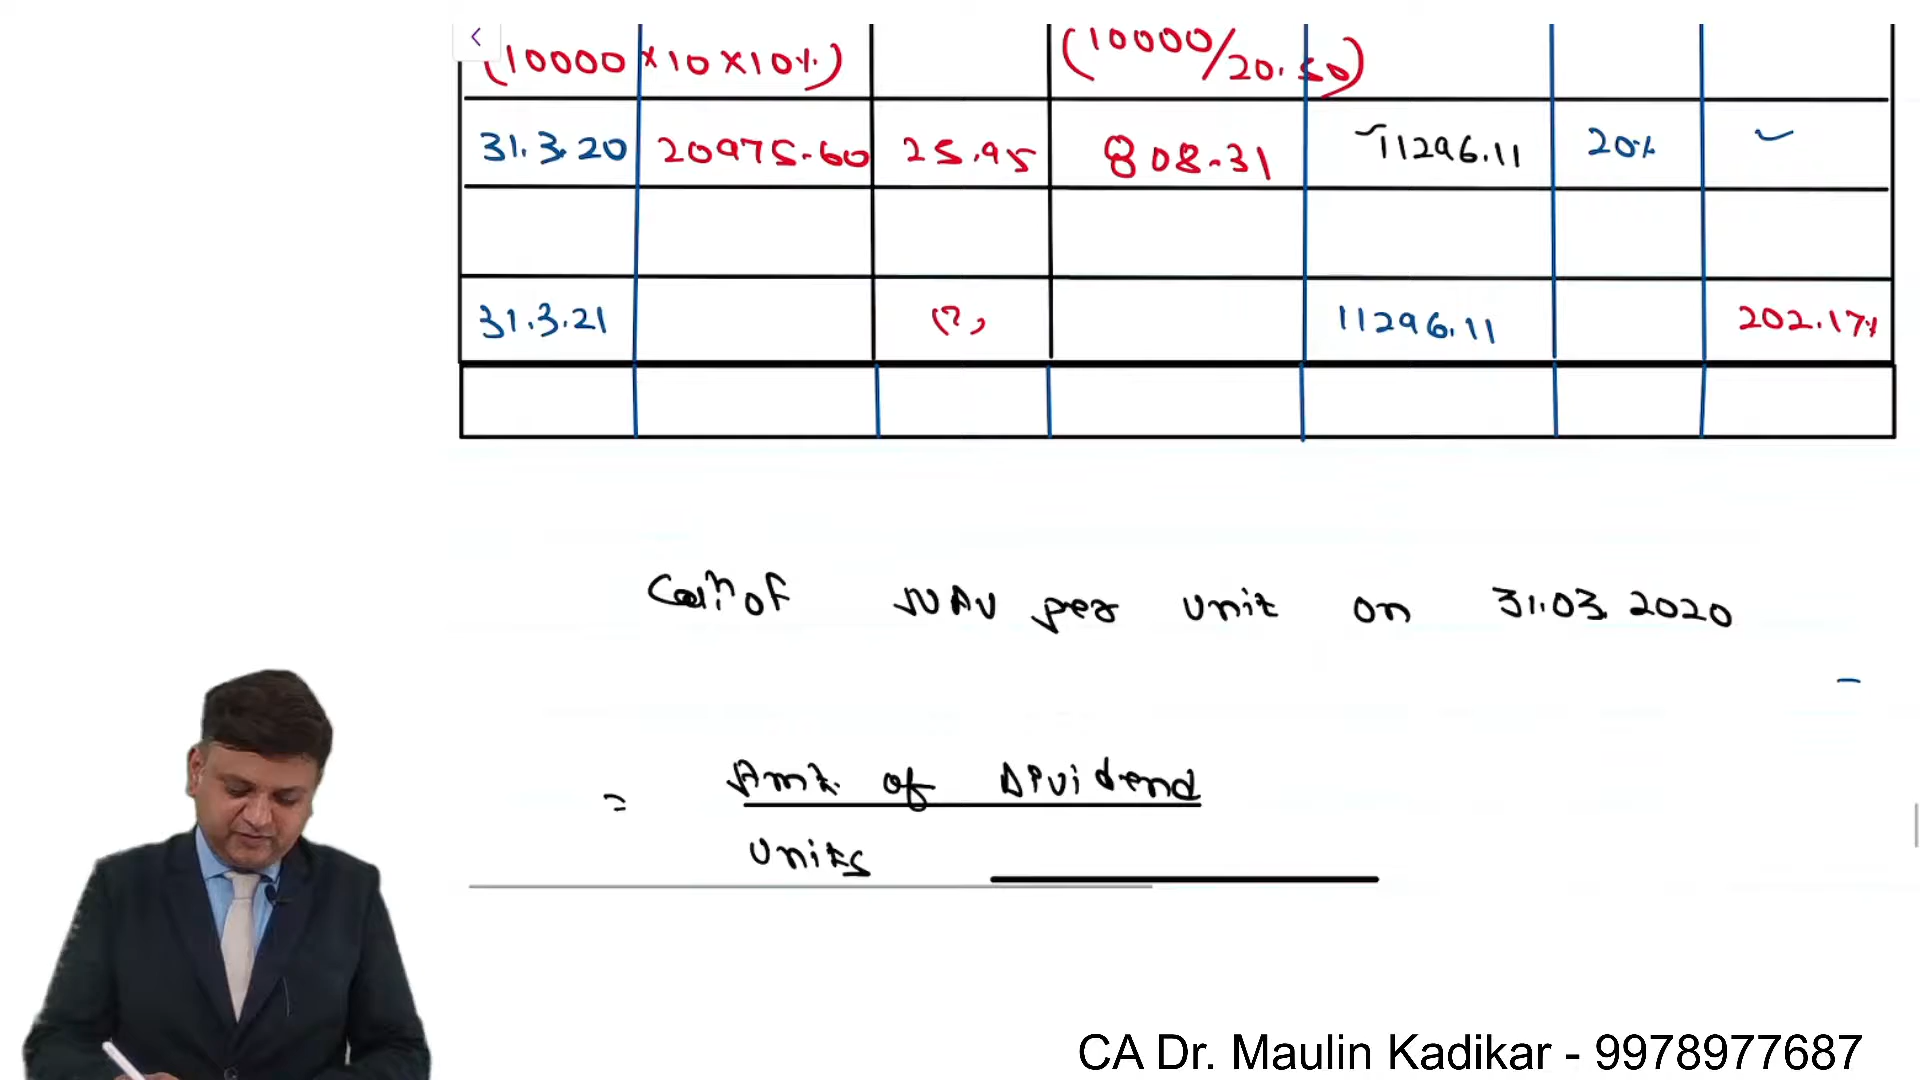 <
(10000 × 10 × 10%) (10000/20.50)
31.3.20 20975.60 25.95 808.31 11296.11 20%
31.3.21 (?) 11296.11 202.17%
Caln of NAV per unit on 31.03.2020
= Amt. of Dividend
Units
CA Dr. Maulin Kadikar - 9978977687